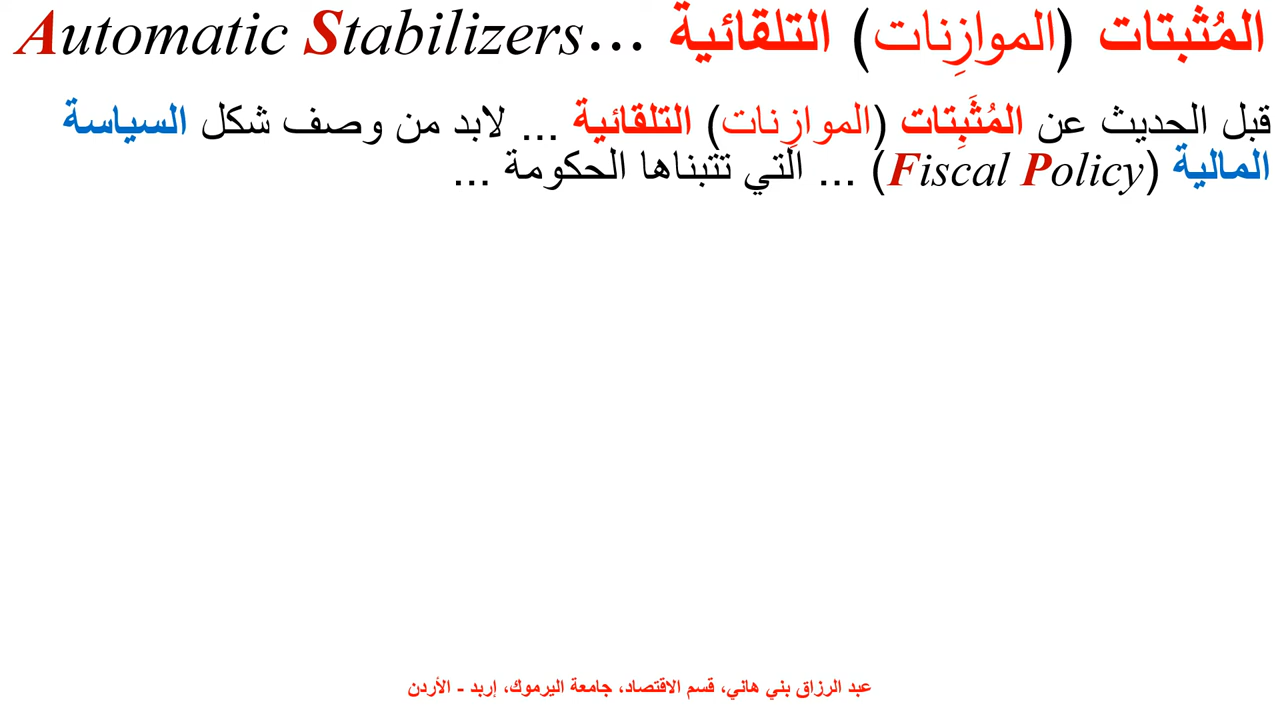 المُثبتات (الموازِنات) التلقائية ...Automatic Stabilizers
قبل الحديث عن المُثَبِتات (الموازِنات) التلقائية ... لابد من وصف شكل السياسة
المالية (Fiscal Policy) ... التي تتبناها الحكومة ...
عبد الرزاق بني هاني، قسم الاقتصاد، جامعة اليرموك، إربد - الأردن